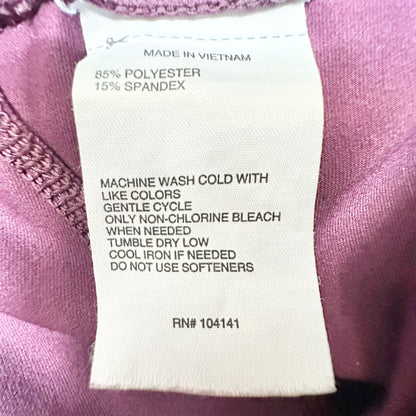 MADE IN VIETNAM
85% POLYESTER
15% SPANDEX
MACHINE WASH COLD WITH
LIKE COLORS
GENTLE CYCLE
ONLY NON-CHLORINE BLEACH
WHEN NEEDED
TUMBLE DRY LOW
COOL IRON IF NEEDED
DO NOT USE SOFTENERS
RN# 104141